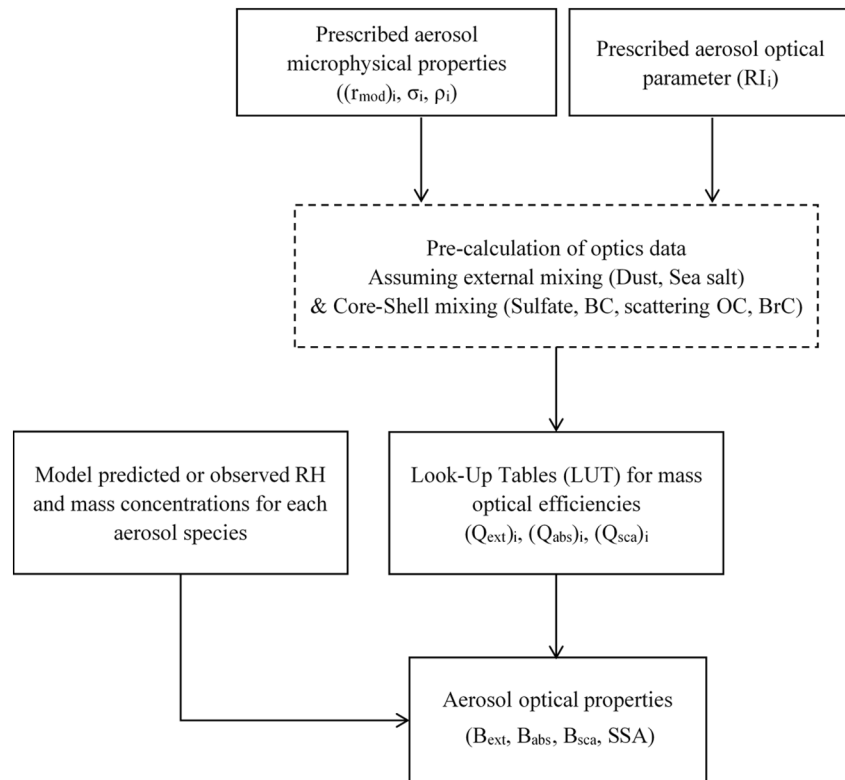 Prescribed aerosol
microphysical properties
((rmod)i, σi, ρi)
Prescribed aerosol optical
parameter (RIi)
Pre-calculation of optics data
Assuming external mixing (Dust, Sea salt)
& Core-Shell mixing (Sulfate, BC, scattering OC, BrC)
Model predicted or observed RH
and mass concentrations for each
aerosol species
Look-Up Tables (LUT) for mass
optical efficiencies
(Qext)i, (Qabs)i, (Qsca)i
Aerosol optical properties
(Bext, Babs, Bsca, SSA)